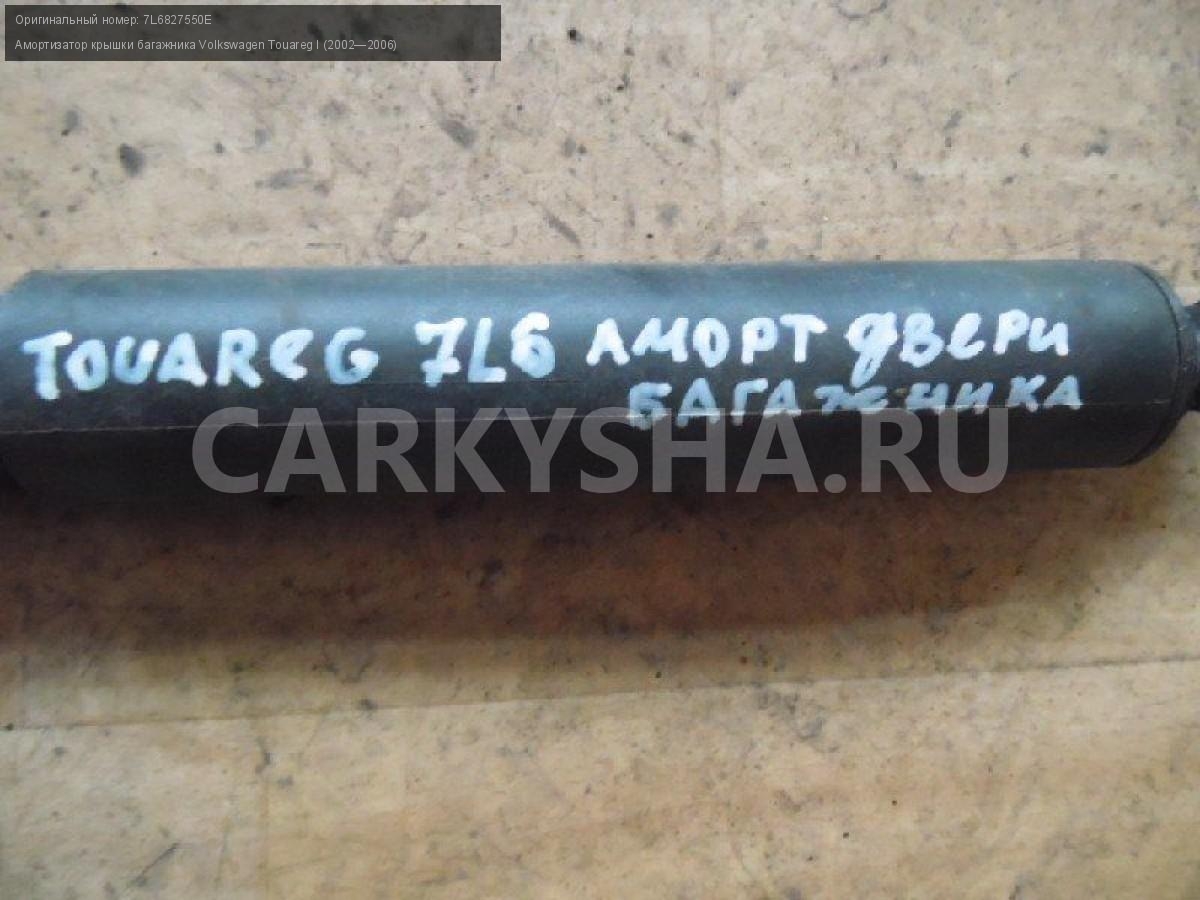 Оригинальный номер: 7L6827550E
Амортизатор крышки багажника Volkswagen Touareg I (2002—2006)
TOUAReG 7L6 АМОРТ ДВеРИ
БАГАЖНИКА
CARKYSHA.RU